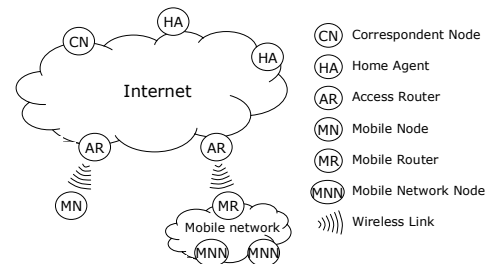 HA
CN
HA
Internet
AR
AR
MN
MR
Mobile network
MNN
MNN
CN Correspondent Node
HA Home Agent
AR Access Router
MN Mobile Node
MR Mobile Router
MNN Mobile Network Node
Wireless Link